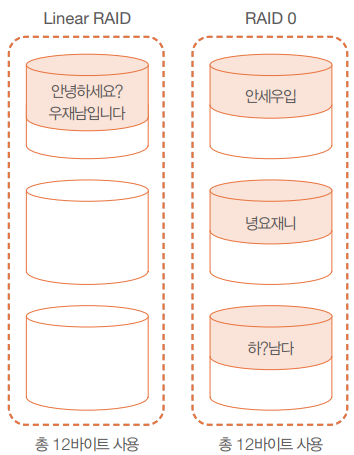 Linear RAID
RAID 0
안녕하세요?
우재남입니다
안세우입
녕요재니
하?남다
총 12바이트 사용
총 12바이트 사용